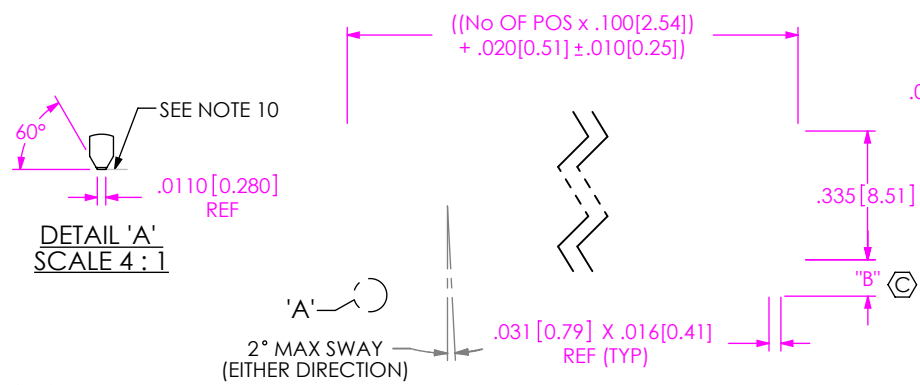 ((No OF POS x .100[2.54])
+ .020[0.51] ±.010[0.25])
SEE NOTE 10
60°
.0110[0.280]
REF
DETAIL 'A'
SCALE 4 : 1
.335[8.51]
"B" C
'A'
2° MAX SWAY
(EITHER DIRECTION)
.031[0.79] X .016[0.41]
REF (TYP)
.0